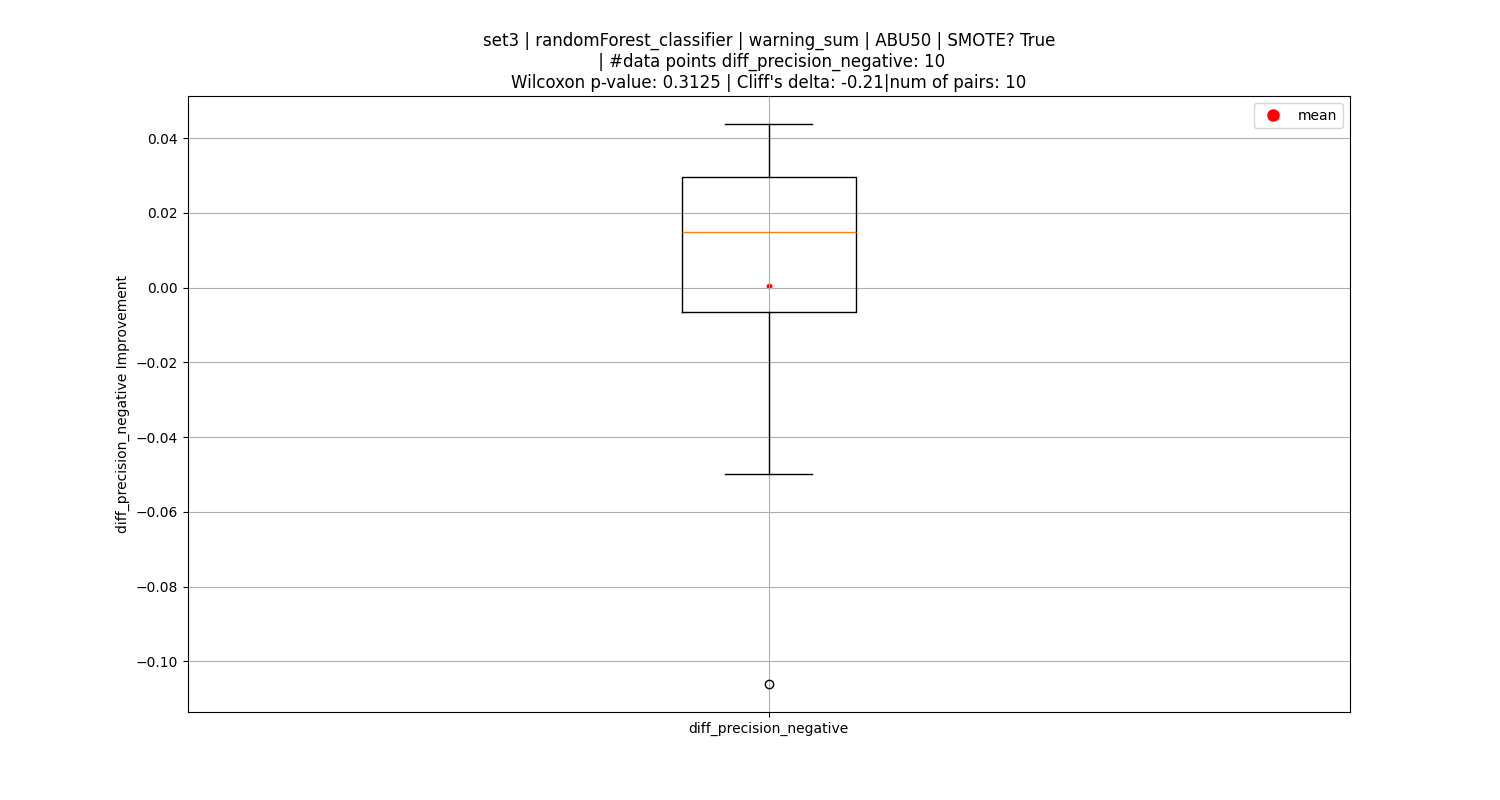 set3 | randomForest_classifier | warning_sum | ABU50 | SMOTE? True
| #data points diff_precision_negative: 10
Wilcoxon p-value: 0.3125 | Cliff's delta: -0.21|num of pairs: 10
mean
0.04
0.02
0.00
−0.02
−0.04
−0.06
−0.08
−0.10
diff_precision_negative Improvement
diff_precision_negative